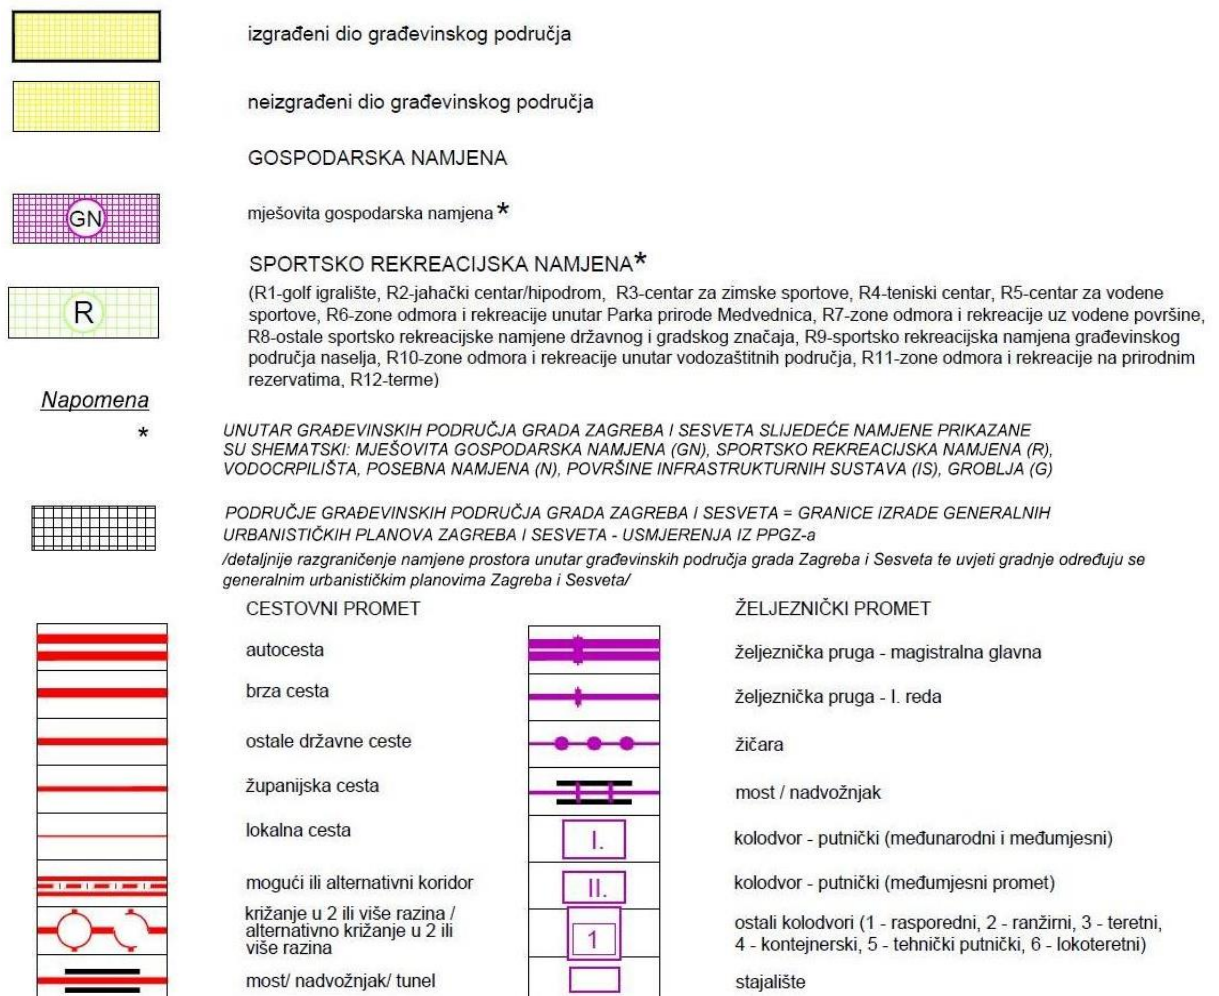 izgrađeni dio građevinskog područja
neizgrađeni dio građevinskog područja
GOSPODARSKA NAMJENA
GN
mješovita gospodarska namjena *
SPORTSKO REKREACIJSKA NAMJENA*
R
(R1-golf igralište, R2-jahački centar/hipodrom, R3-centar za zimske sportove, R4-teniski centar, R5-centar za vodene
sportove, R6-zone odmora i rekreacije unutar Parka prirode Medvednica, R7-zone odmora i rekreacije uz vodene površine,
R8-ostale sportsko rekreacijske namjene državnog i gradskog značaja, R9-sportsko rekreacijska namjena građevinskog
područja naselja, R10-zone odmora i rekreacije unutar vodozaštitnih područja, R11-zone odmora i rekreacije na prirodnim
rezervatima, R12-terme)
Napomena
*
UNUTAR GRAĐEVINSKIH PODRUČJA GRADA ZAGREBA I SESVETA SLIJEDEĆE NAMJENE PRIKAZANE
SU SHEMATSKI: MJEŠOVITA GOSPODARSKA NAMJENA (GN), SPORTSKO REKREACIJSKA NAMJENA (R),
VODOCRPILIŠTA, POSEBNA NAMJENA (N), POVRŠINE INFRASTRUKTURNIH SUSTAVA (IS), GROBLJA (G)
PODRUČJE GRAĐEVINSKIH PODRUČJA GRADA ZAGREBA I SESVETA = GRANICE IZRADE GENERALNIH
URBANISTIČKIH PLANOVA ZAGREBA I SESVETA - USMJERENJA IZ PPGZ-a
/detaljnije razgraničenje namjene prostora unutar građevinskih područja grada Zagreba i Sesveta te uvjeti gradnje određuju se
generalnim urbanističkim planovima Zagreba i Sesveta/
CESTOVNI PROMET
autocesta
brza cesta
ostale državne ceste
županijska cesta
lokalna cesta
mogući ili alternativni koridor
križanje u 2 ili više razina /
alternativno križanje u 2 ili
više razina
most/ nadvožnjak/ tunel
ŽELJEZNIČKI PROMET
željeznička pruga - magistralna glavna
željeznička pruga - I. reda
žičara
most / nadvožnjak
I.
kolodvor - putnički (međunarodni i međumjesni)
II.
kolodvor - putnički (međumjesni promet)
1
ostali kolodvori (1 - rasporedni, 2 - ranžirni, 3 - teretni,
4 - kontejnerski, 5 - tehnički putnički, 6 - lokoteretni)
stajalište